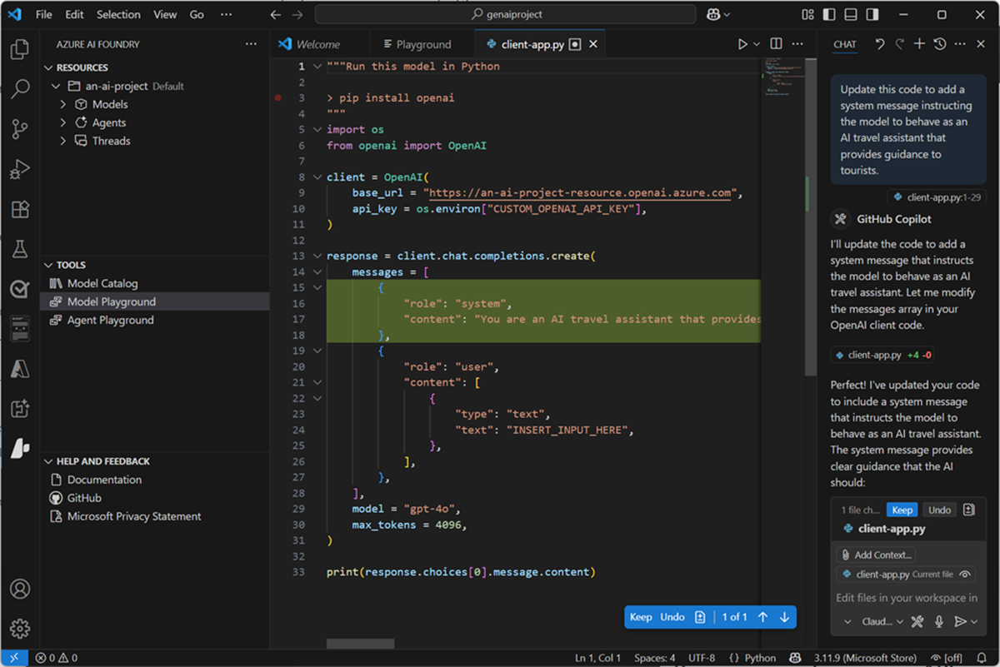 File Edit Selection View Go ··· genaiproject
AZURE AI FOUNDRY ···
RESOURCES
an-ai-project Default
Models
Agents
Threads
TOOLS
Model Catalog
Model Playground
Agent Playground
HELP AND FEEDBACK
Documentation
GitHub
Microsoft Privacy Statement
Welcome Playground client-app.py
1 """Run this model in Python
2
3 > pip install openai
4 """
5 import os
6 from openai import OpenAI
7
8 client = OpenAI(
9 base_url = "https://an-ai-project-resource.openai.azure.com",
10 api_key = os.environ["CUSTOM_OPENAI_API_KEY"],
11 )
12
13 response = client.chat.completions.create(
14 messages = [
15 {
16 "role": "system",
17 "content": "You are an AI travel assistant that provides
18 },
19 {
20 "role": "user",
21 "content": [
22 {
23 "type": "text",
24 "text": "INSERT_INPUT_HERE",
25 },
26 ],
27 },
28 ],
29 model = "gpt-4o",
30 max_tokens = 4096,
31 )
32
33 print(response.choices[0].message.content)
Keep Undo 1 of 1
CHAT
Update this code to add a
system message instructing
the model to behave as an
AI travel assistant that
provides guidance to
tourists.
client-app.py:1-29
GitHub Copilot
I'll update the code to add a
system message that instructs
the model to behave as an AI
travel assistant. Let me modify
the messages array in your
OpenAI client code.
client-app.py +4 -0
Perfect! I've updated your code
to include a system message
that instructs the model to
behave as an AI travel assistant.
The system message provides
clear guidance that the AI
should:
1 file ch... Keep Undo
client-app.py
Add Context...
client-app.py Current file
Edit files in your workspace in
Claud...
0 0 Ln 1, Col 1 Spaces: 4 UTF-8 {} Python 3.11.9 (Microsoft Store) [off]